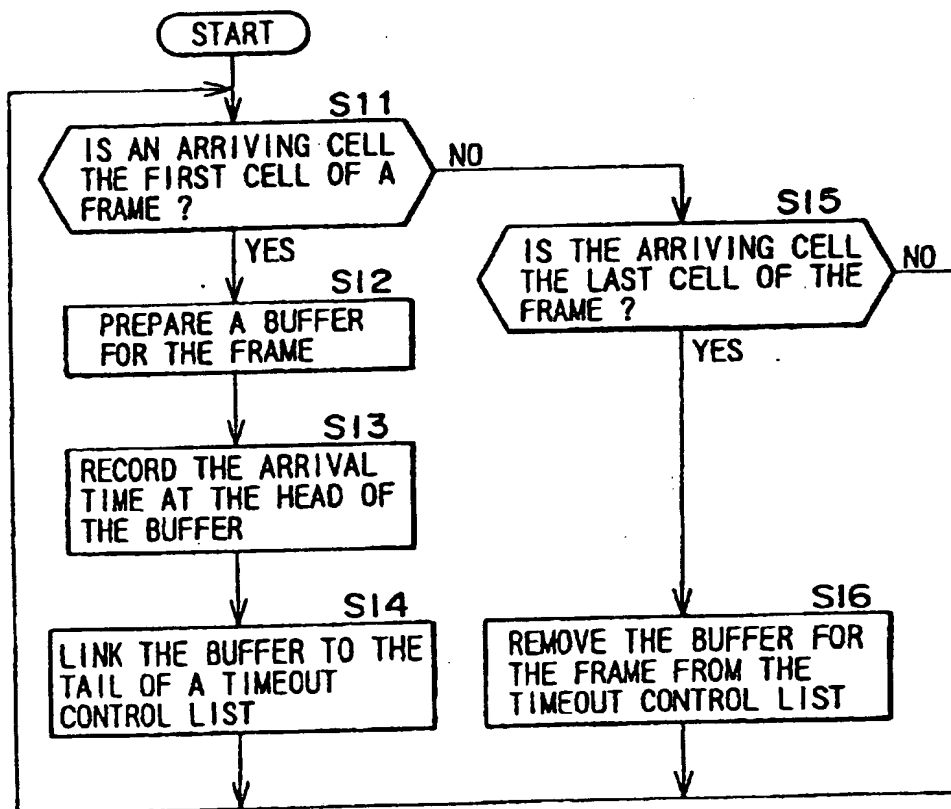 START
S11
IS AN ARRIVING CELL
THE FIRST CELL OF A
FRAME ?
NO
YES
S12
PREPARE A BUFFER
FOR THE FRAME
S13
RECORD THE ARRIVAL
TIME AT THE HEAD OF
THE BUFFER
S14
LINK THE BUFFER TO THE
TAIL OF A TIMEOUT
CONTROL LIST
S15
IS THE ARRIVING CELL
THE LAST CELL OF THE
FRAME ?
NO
YES
S16
REMOVE THE BUFFER FOR
THE FRAME FROM THE
TIMEOUT CONTROL LIST